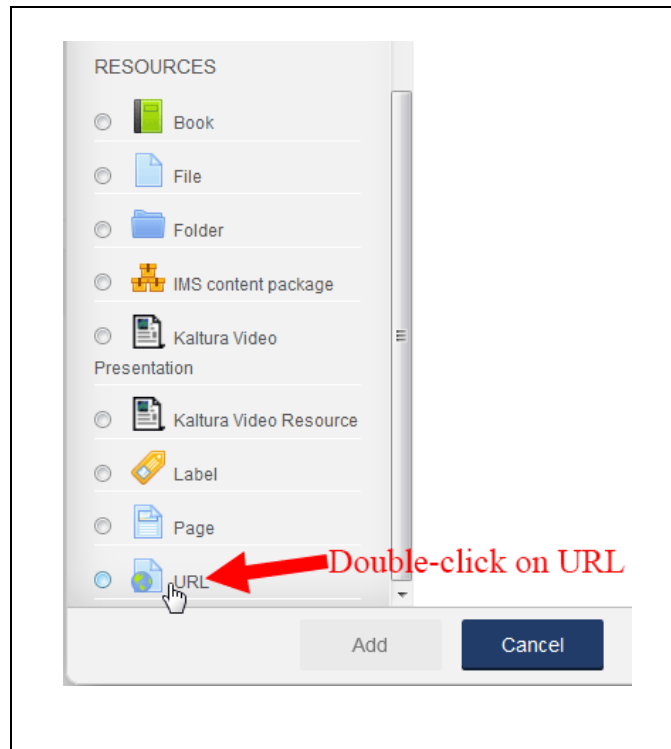 RESOURCES
Book
File
Folder
IMS content package
Kaltura Video
Presentation
Kaltura Video Resource
Label
Page
URL
Double-click on URL
Add
Cancel